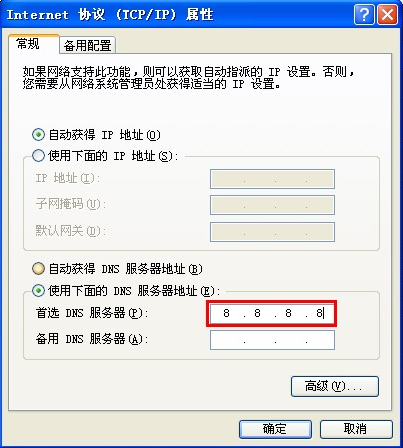 Internet 协议 (TCP/IP) 属性
常规
备用配置
如果网络支持此功能，则可以获取自动指派的 IP 设置。否则，
您需要从网络系统管理员处获得适当的 IP 设置。
自动获得 IP 地址(O)
使用下面的 IP 地址(S):
IP 地址(I):
子网掩码(U):
默认网关(D):
自动获得 DNS 服务器地址(B)
使用下面的 DNS 服务器地址(E):
首选 DNS 服务器(P): 8 . 8 . 8 . 8
备用 DNS 服务器(A):
高级(V)...
确定 取消